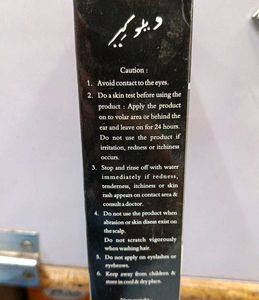 ويلو كير
Caution :
1. Avoid contact to the eyes.
2. Do a skin test before using the
product : Apply the product
on to volar area or behind the
ear and leave on for 24 hours.
Do not use the product if
irritation, redness or itchiness
occurs.
3. Stop and rinse off with water
immediately if redness,
tenderness, itchiness or skin
rash appears on contact area &
consult a doctor.
4. Do not use the product when
abrasion or skin diseas exist on
the scalp.
Do not scratch vigorously
when washing hair.
5. Do not apply on eyelashes or
eyebrows.
6. Keep away from children &
store in cool & dry place.